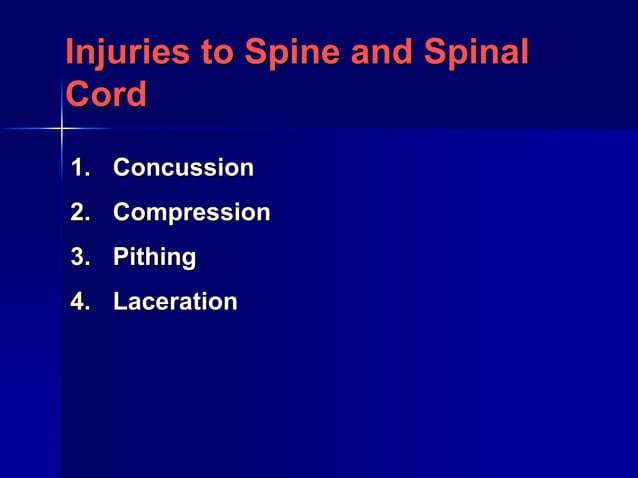 Injuries to Spine and Spinal
Cord
1. Concussion
2. Compression
3. Pithing
4. Laceration